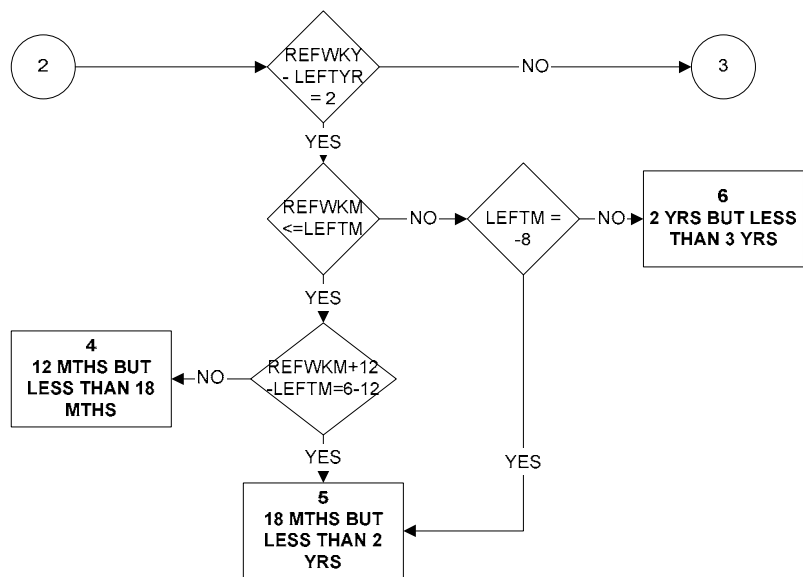 2
REFWKY
- LEFTYR
= 2
NO
3
YES
REFWKM
<=LEFTM
NO
LEFTM =
-8
NO
6
2 YRS BUT LESS
THAN 3 YRS
YES
4
12 MTHS BUT
LESS THAN 18
MTHS
NO
REFWKM+12
-LEFTM=6-12
YES
YES
5
18 MTHS BUT
LESS THAN 2
YRS